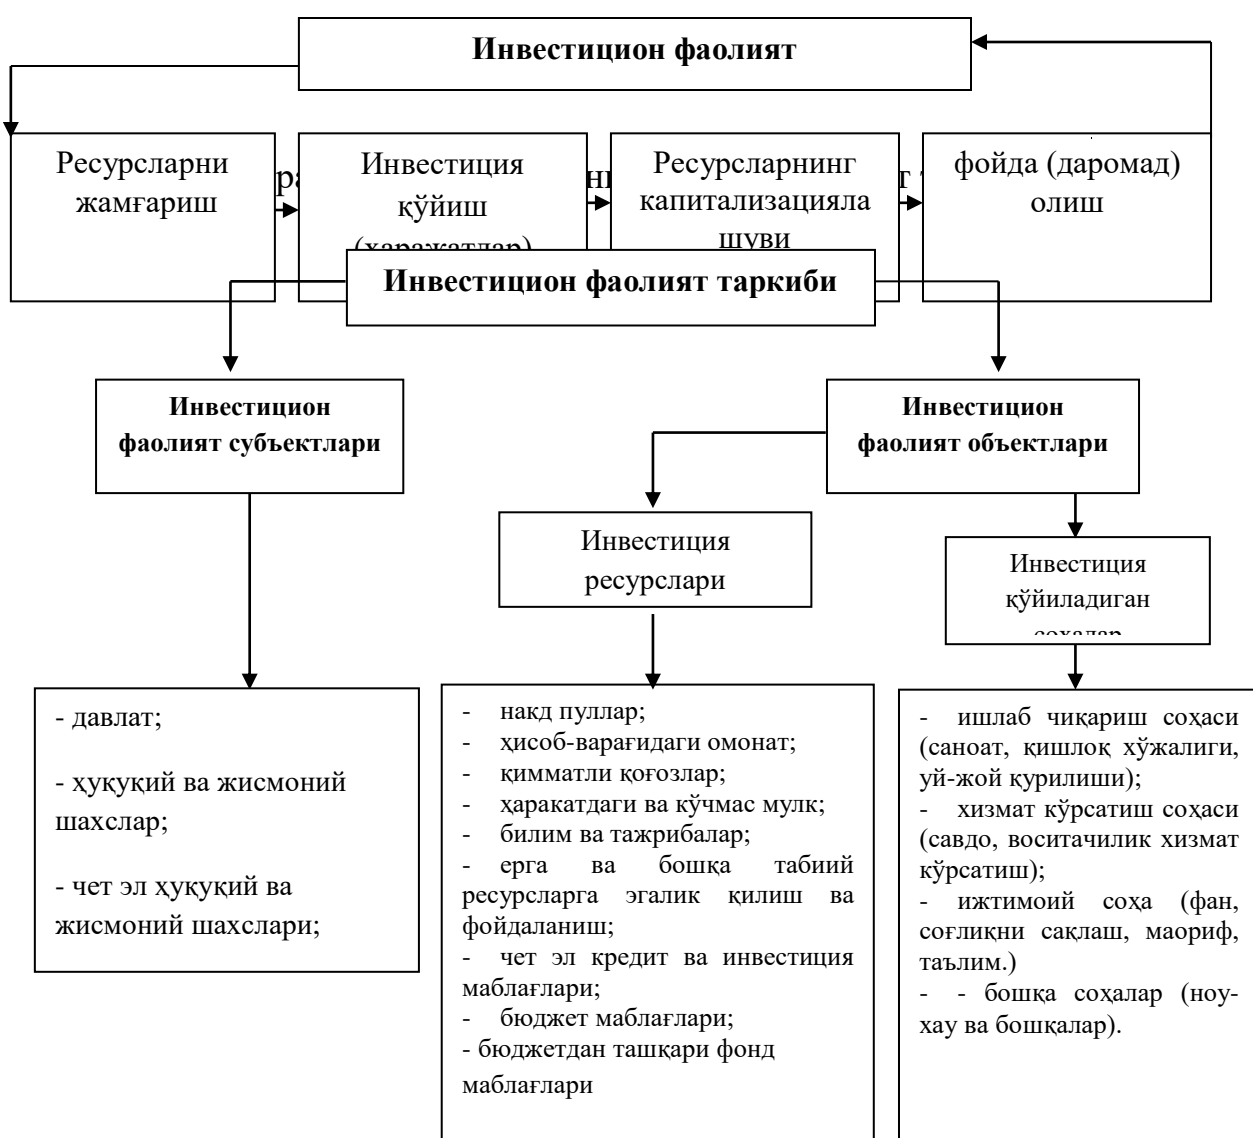 Инвестицион фаолият
Ресурсларни
жамғариш
Инвестиция
қўйиш
(харажатлар)
Ресурсларнинг
капитализацияла
шуви
фойда (даромад)
олиш
Инвестицион фаолият таркиби
Инвестицион
фаолият субъектлари
Инвестицион
фаолият объектлари
Инвестиция
ресурслари
Инвестиция
қўйиладиган
соҳалар
- давлат;
- ҳуқуқий ва жисмоний
шахслар;
- чет эл ҳуқуқий ва
жисмоний шахслари;
- накд пуллар;
- ҳисоб-варағидаги омонат;
- қимматли қоғозлар;
- ҳаракатдаги ва кўчмас мулк;
- билим ва тажрибалар;
- ерга ва бошқа табиий
ресурсларга эгалик қилиш ва
фойдаланиш;
- чет эл кредит ва инвестиция
маблағлари;
- бюджет маблағлари;
- бюджетдан ташқари фонд
маблағлари
- ишлаб чиқариш соҳаси
(саноат, қишлоқ хўжалиги,
уй-жой қурилиши);
- хизмат кўрсатиш соҳаси
(савдо, воситачилик хизмат
кўрсатиш);
- ижтимоий соҳа (фан,
соғлиқни сақлаш, маориф,
таълим.)
- - бошқа соҳалар (ноу-
хау ва бошқалар).